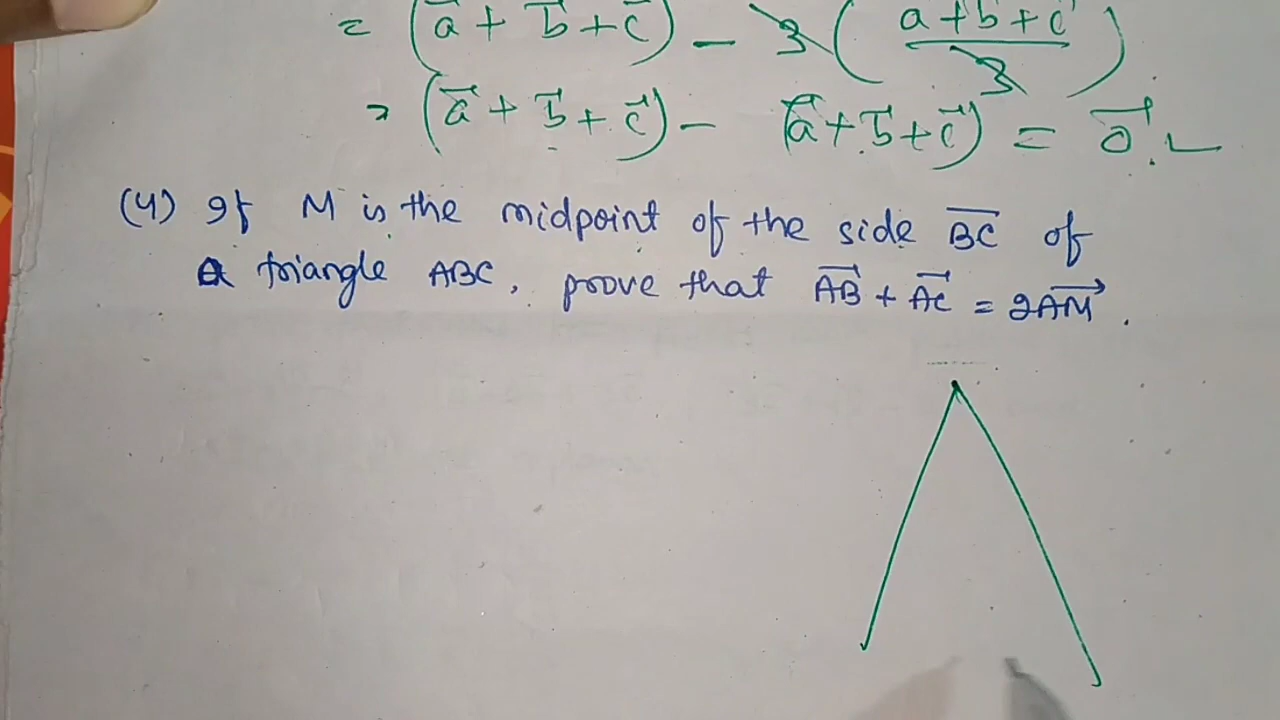 = (a⃗ + b⃗ + c⃗) - 3 (a + b + c / 3)
= (a⃗ + b⃗ + c⃗) - (a⃗ + b⃗ + c⃗) = 0⃗.
(4) If M is the midpoint of the side B̅C̅ of
a triangle ABC, prove that AB⃗ + AC⃗ = 2AM⃗.